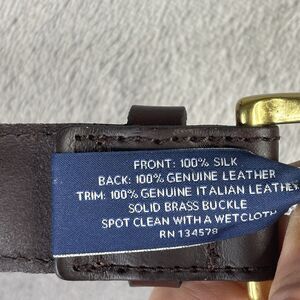 FRONT: 100% SILK
BACK: 100% GENUINE LEATHER
TRIM: 100% GENUINE ITALIAN LEATHER
SOLID BRASS BUCKLE
SPOT CLEAN WITH A WET CLOTH
RN 134578